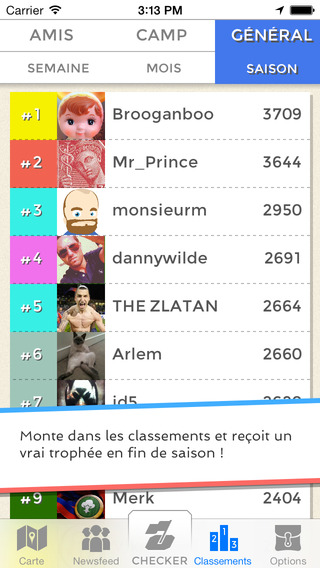 Carrier 3:13 PM
AMIS CAMP GÉNÉRAL
SEMAINE MOIS SAISON
#1 Brooganboo 3709
#2 Mr_Prince 3644
#3 monsieurm 2950
#4 dannywilde 2691
#5 THE ZLATAN 2664
#6 Arlem 2660
#7 id5
Monte dans les classements et reçoit un
vrai trophée en fin de saison !
#9 Merk 2404
Carte Newsfeed CHECKER Classements Options